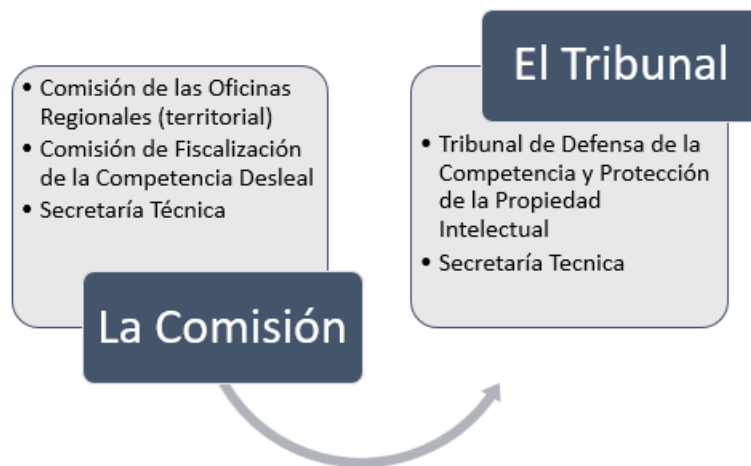 • Comisión de las Oficinas
Regionales (territorial)
• Comisión de Fiscalización
de la Competencia Desleal
• Secretaría Técnica
La Comisión
El Tribunal
• Tribunal de Defensa de la
Competencia y Protección
de la Propiedad
Intelectual
• Secretaría Tecnica